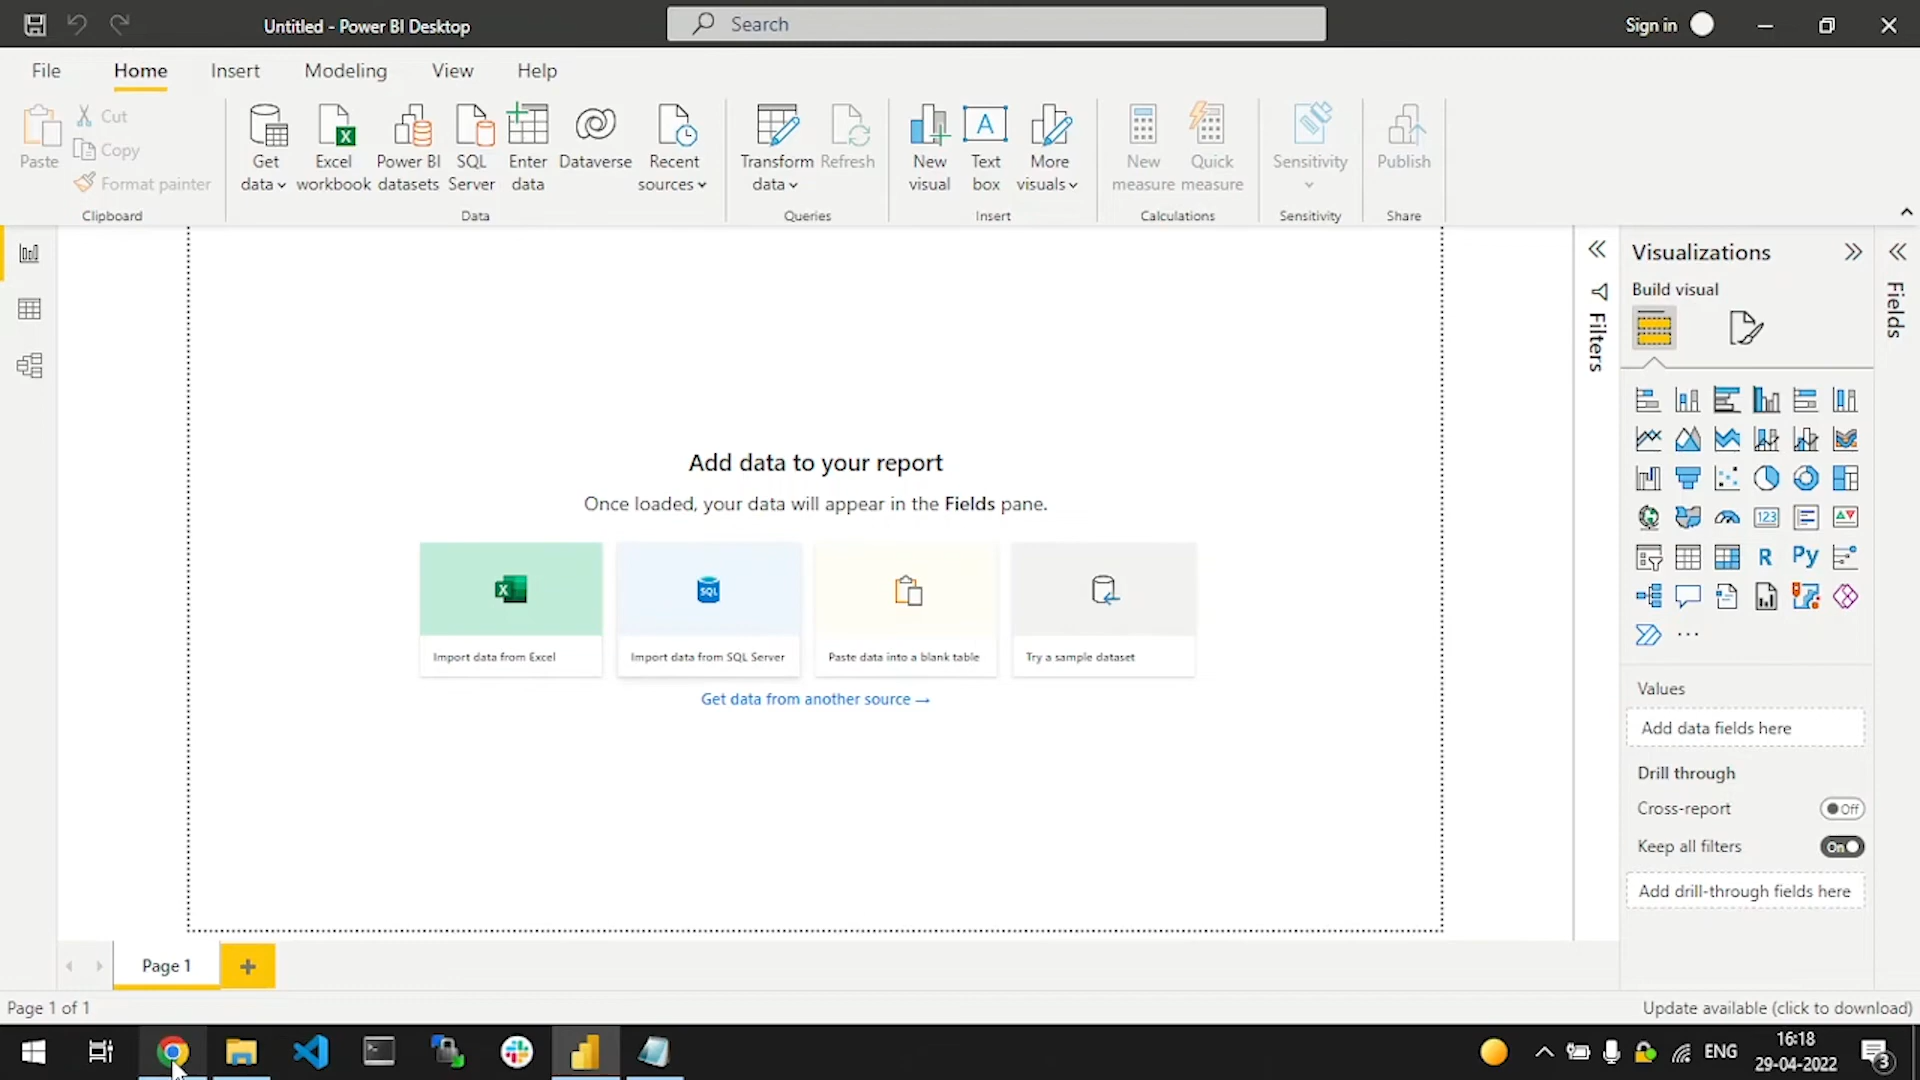 Untitled - Power BI Desktop
Search
Sign in
File
Home
Insert
Modeling
View
Help
Paste
Cut
Copy
Format painter
Clipboard
Get data
Excel workbook
Power BI datasets
SQL Server
Enter data
Dataverse
Recent sources
Data
Transform data
Refresh
Queries
New visual
Text box
More visuals
Insert
New measure
Quick measure
Calculations
Sensitivity
Sensitivity
Publish
Share
Filters
Visualizations
Build visual
Fields
123
R
Py
Add data to your report
Once loaded, your data will appear in the Fields pane.
SQL
Import data from Excel
Import data from SQL Server
Paste data into a blank table
Try a sample dataset
Get data from another source →
Values
Add data fields here
Drill through
Cross-report
Off
Keep all filters
On
Add drill-through fields here
Page 1
Page 1 of 1
Update available (click to download)
ENG
16:18
29-04-2022
3